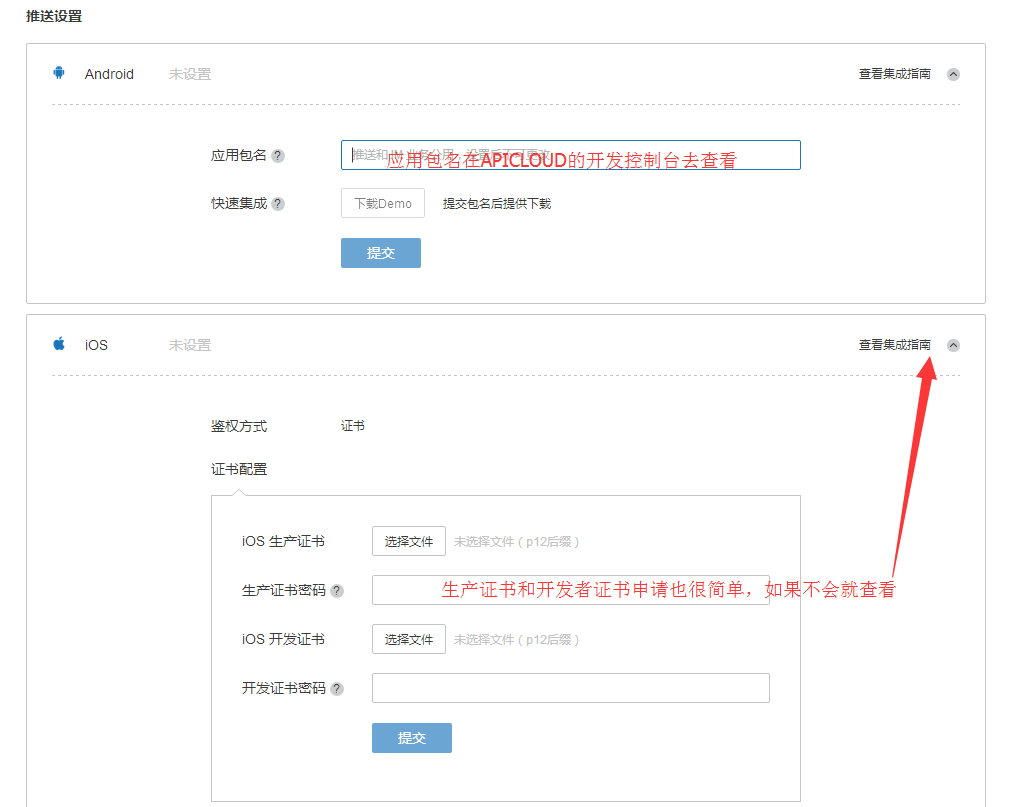 推送设置
Android 未设置 查看集成指南
应用包名 ?
应用包名在APICLOUD的开发控制台去查看
快速集成 ? 下载Demo 提交包名后提供下载
提交
iOS 未设置 查看集成指南
鉴权方式 证书
证书配置
iOS 生产证书 选择文件 未选择文件(p12后缀)
生产证书密码 ? 生产证书和开发者证书申请也很简单，如果不会就查看
iOS 开发证书 选择文件 未选择文件(p12后缀)
开发证书密码 ?
提交